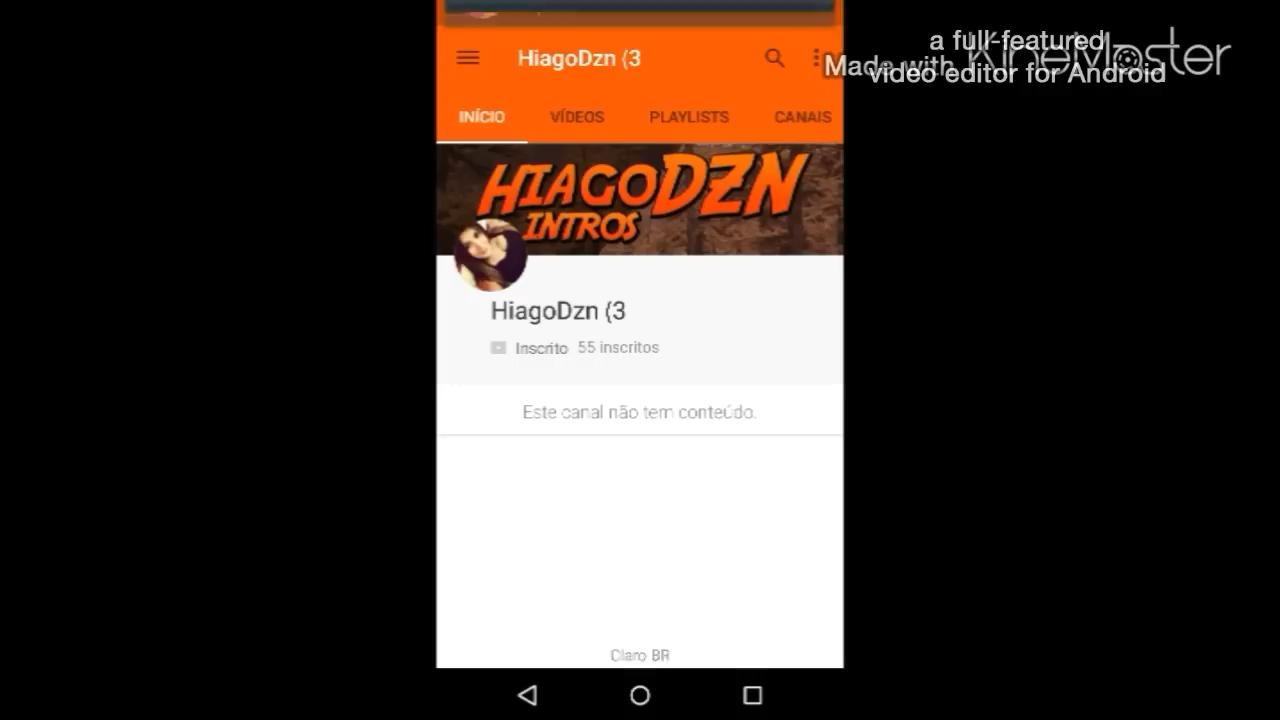 HiagoDzn (3
a full-featured
Made with KineMaster
video editor for Android
INÍCIO VÍDEOS PLAYLISTS CANAIS
HIAGODZN
INTROS
HiagoDzn (3
Inscrito 55 inscritos
Este canal não tem conteúdo.
Claro BR